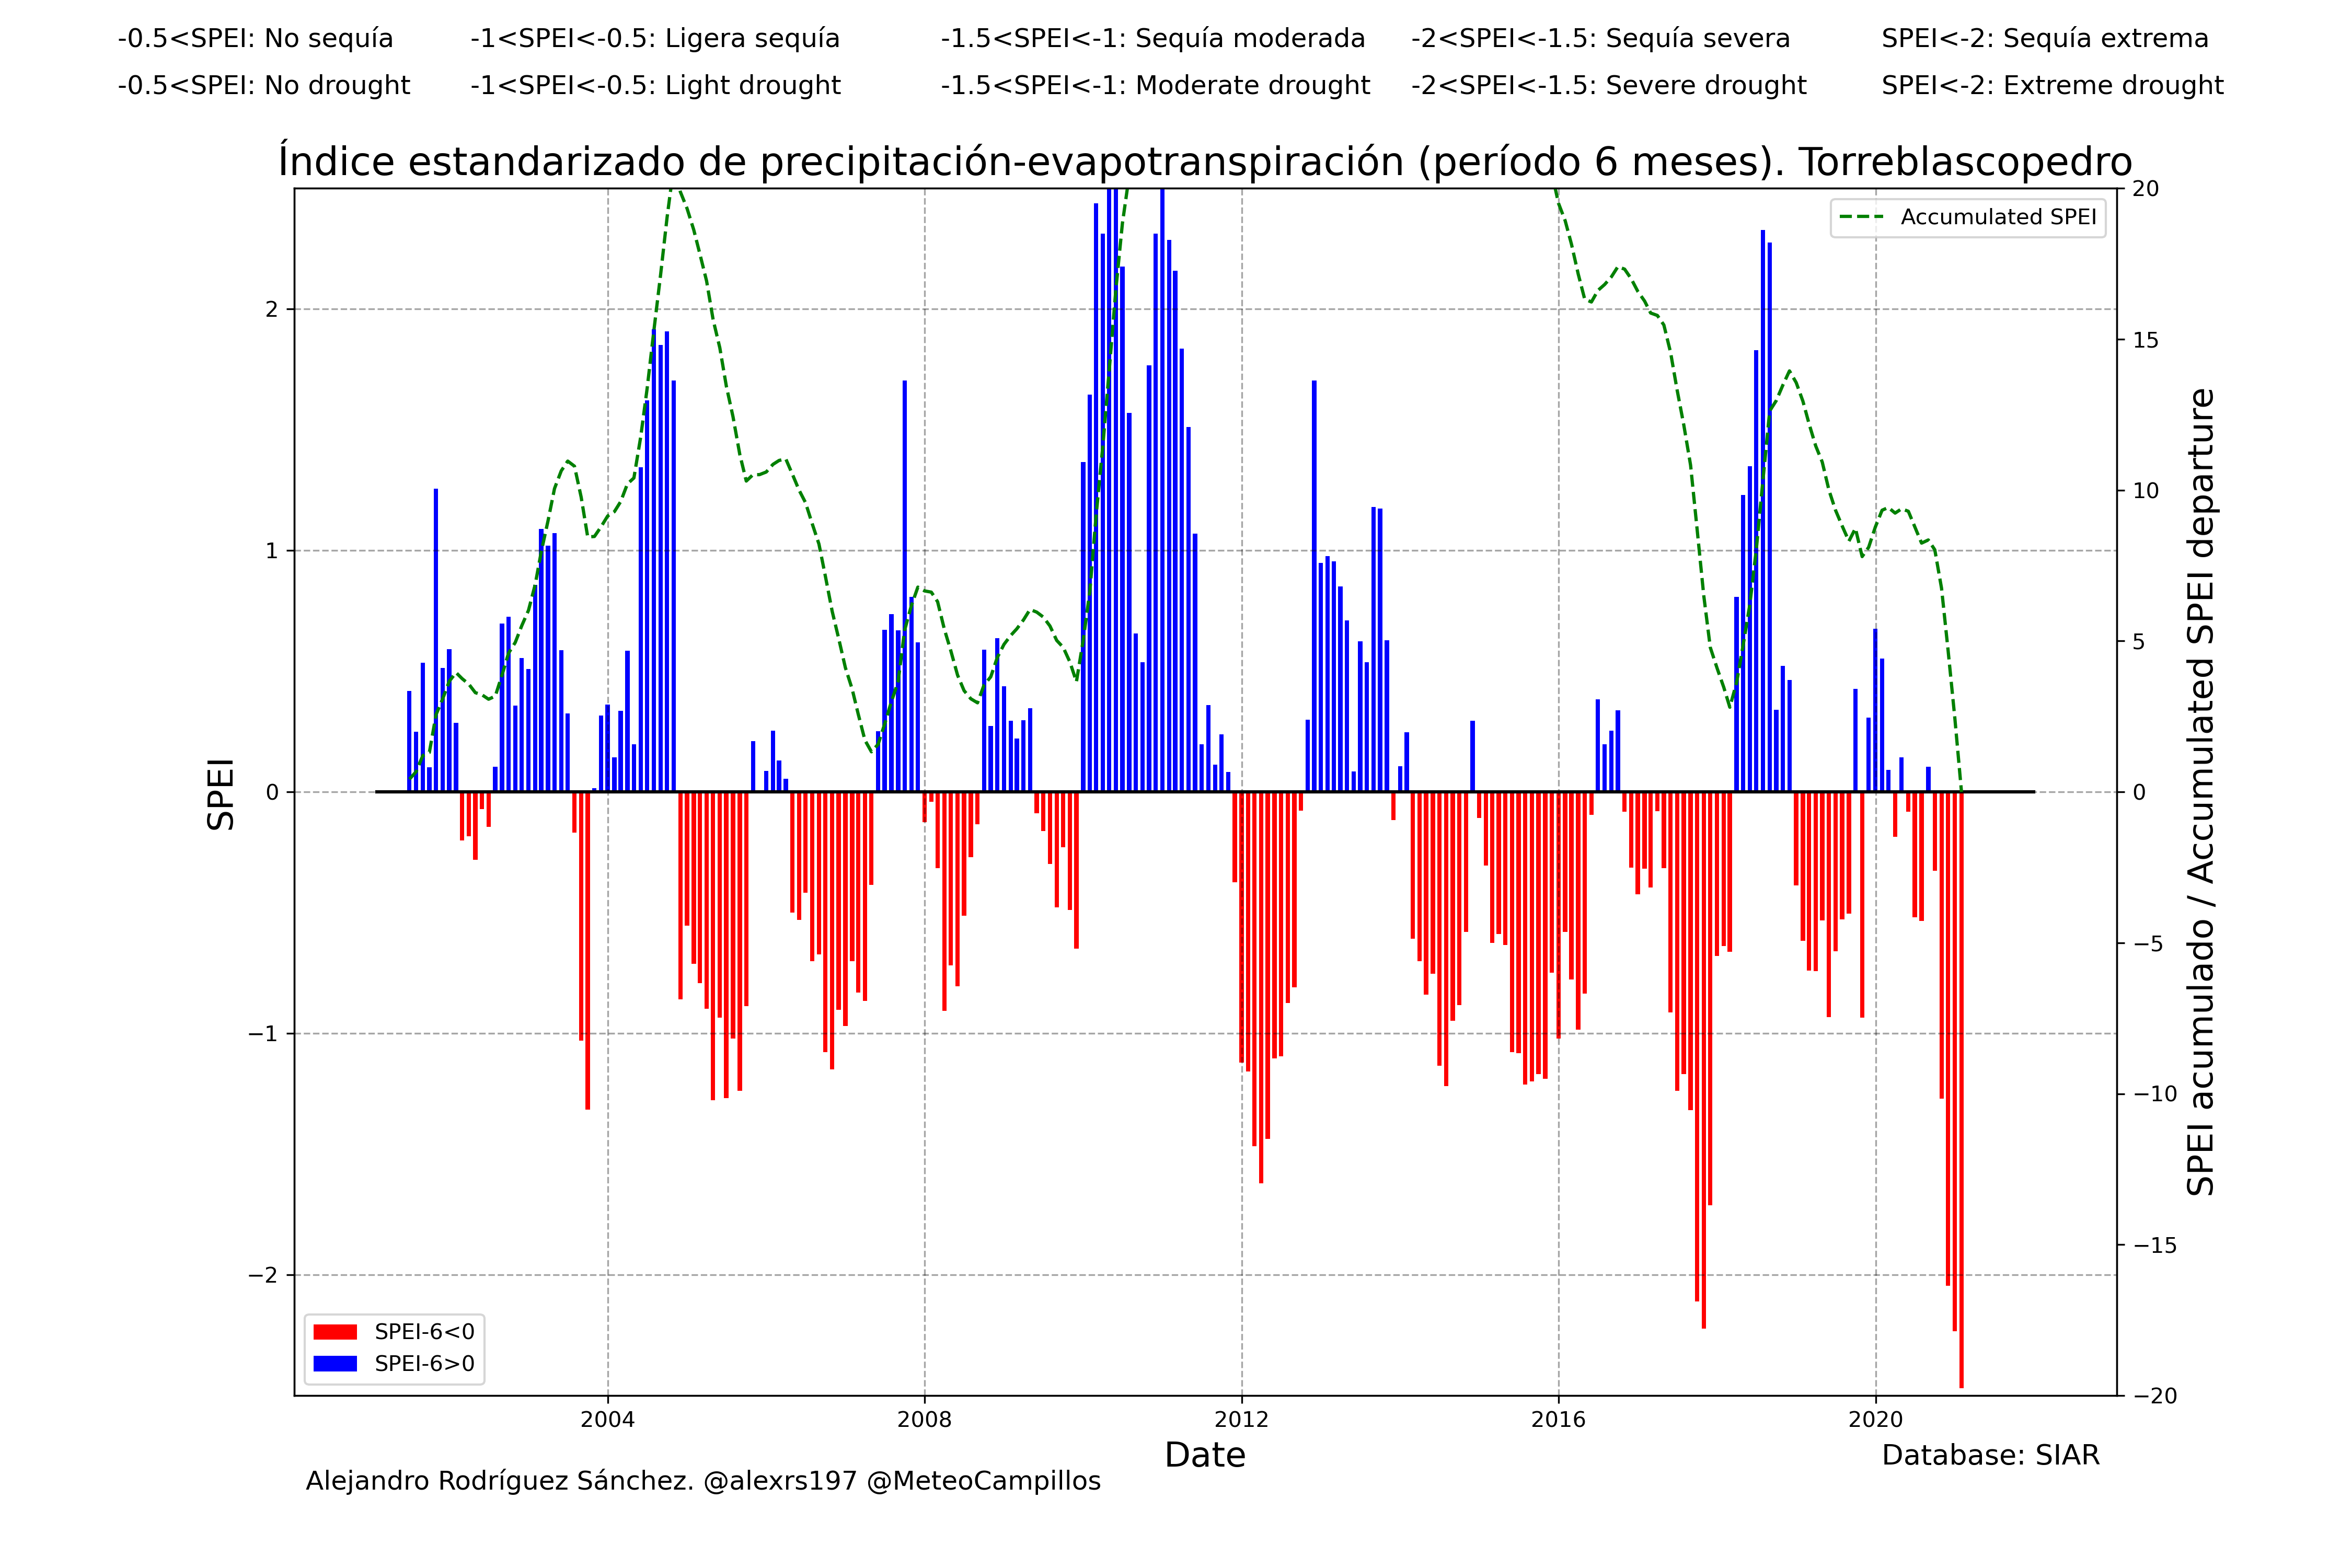 -0.5<SPEI: No sequía -1<SPEI<-0.5: Ligera sequía -1.5<SPEI<-1: Sequía moderada -2<SPEI<-1.5: Sequía severa SPEI<-2: Sequía extrema
-0.5<SPEI: No drought -1<SPEI<-0.5: Light drought -1.5<SPEI<-1: Moderate drought -2<SPEI<-1.5: Severe drought SPEI<-2: Extreme drought
Índice estandarizado de precipitación-evapotranspiración (período 6 meses). Torreblascopedro
Accumulated SPEI
SPEI
2
1
0
−1
−2
20
15
10
5
0
−5
−10
−15
−20
SPEI acumulado / Accumulated SPEI departure
SPEI-6<0
SPEI-6>0
2004 2008 2012 2016 2020
Date
Database: SIAR
Alejandro Rodríguez Sánchez. @alexrs197 @MeteoCampillos